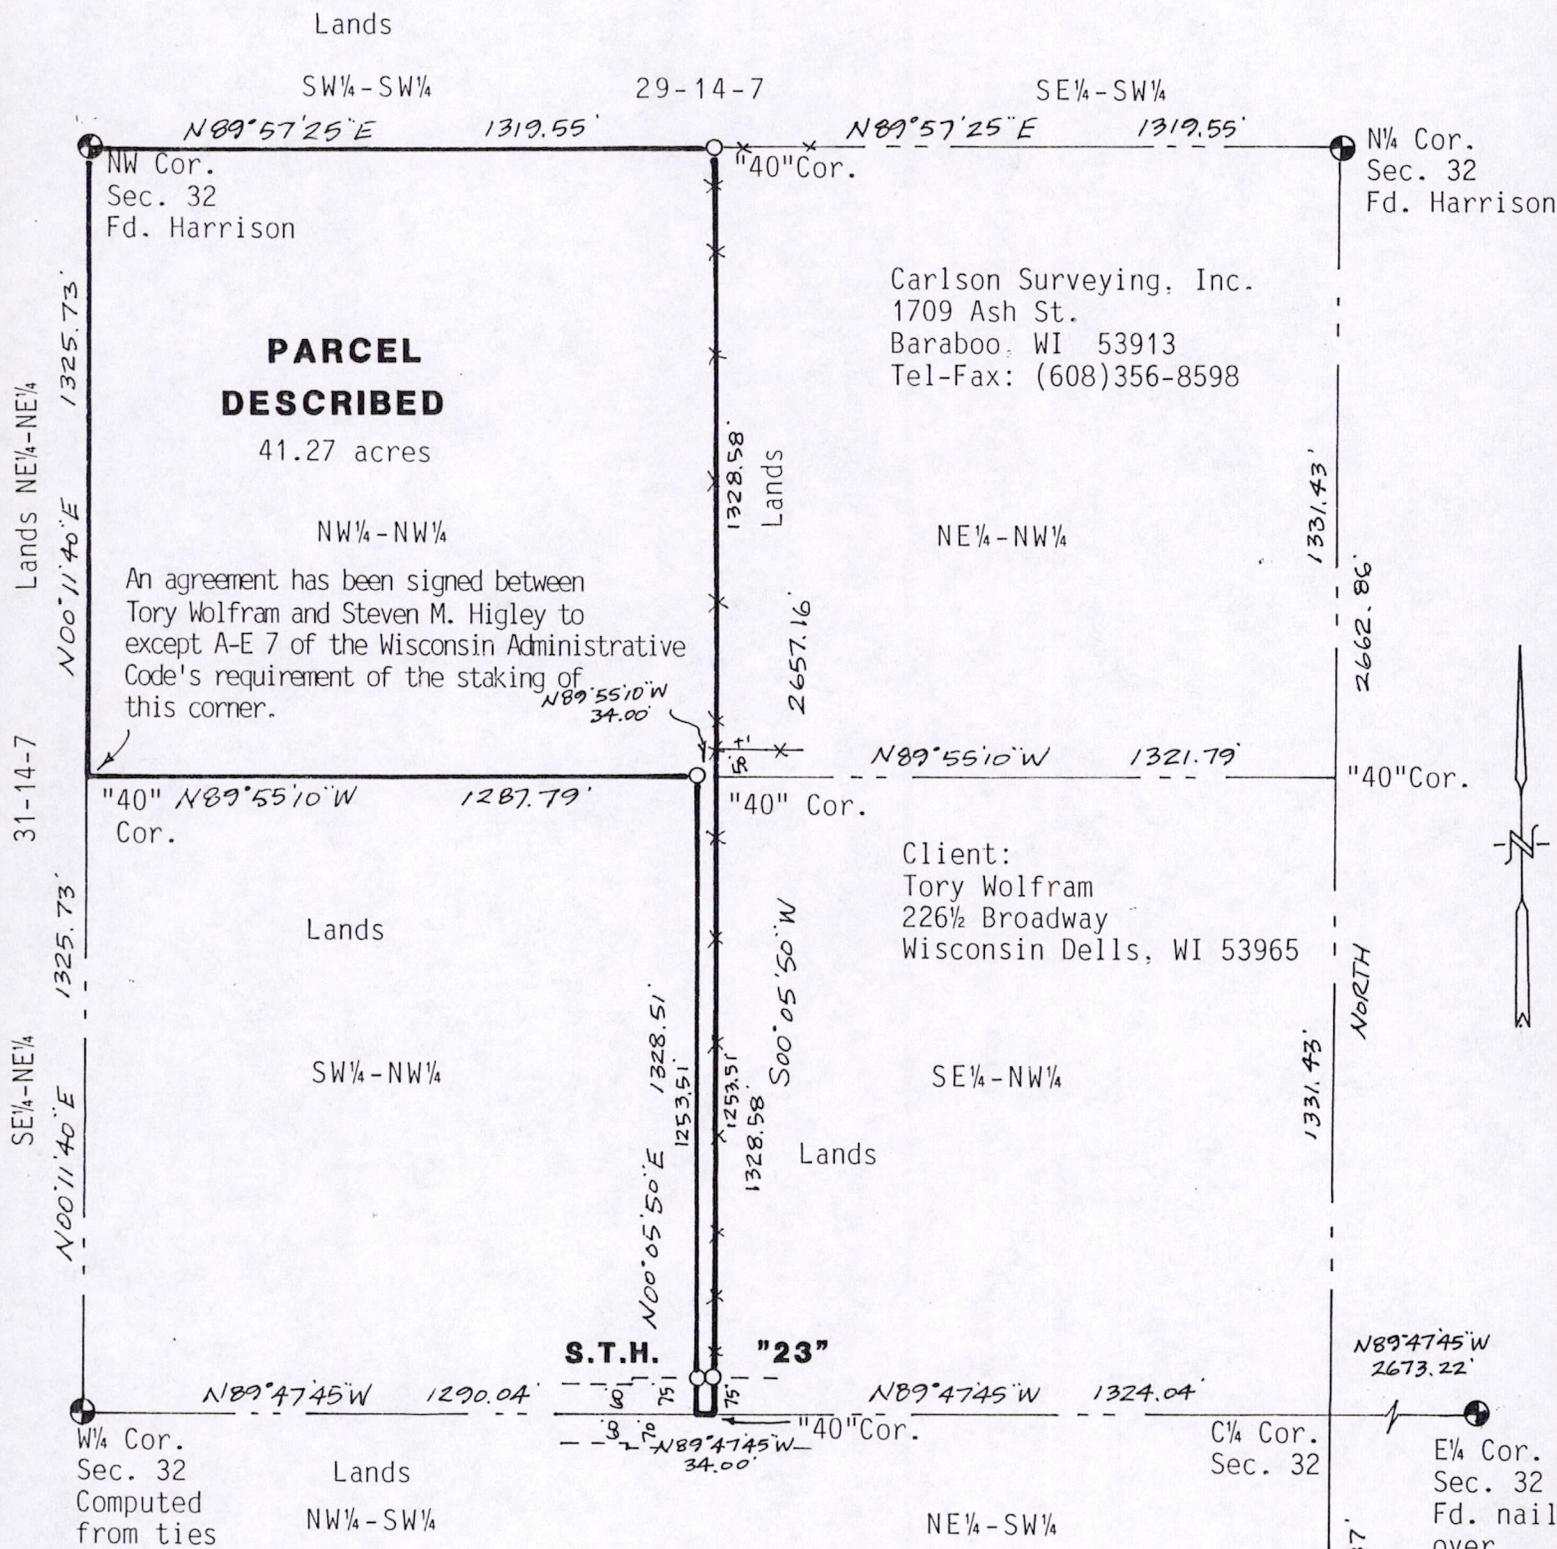 Lands
SW¼-SW¼
29-14-7
SE¼-SW¼
N89°57'25"E 1319.55'
N89°57'25"E 1319.55'
NW Cor.
Sec. 32
Fd. Harrison
"40"Cor.
N¼ Cor.
Sec. 32
Fd. Harrison
Carlson Surveying, Inc.
1709 Ash St.
Baraboo, WI 53913
Tel-Fax: (608)356-8598
PARCEL
DESCRIBED
41.27 acres
NW¼-NW¼
N00°11'40"E 1325.73'
Lands NE¼-NE¼
31-14-7
SE¼-NE¼
1328.58'
Lands
NE¼-NW¼
1331.43'
2662.86'
2657.16'
An agreement has been signed between
Tory Wolfram and Steven M. Higley to
except A-E 7 of the Wisconsin Administrative
Code's requirement of the staking of
this corner.
N89°55'10"W
34.00'
50'±
N89°55'10"W 1321.79'
"40"Cor.
"40"
Cor.
N89°55'10"W 1287.79'
"40" Cor.
Client:
Tory Wolfram
226½ Broadway
Wisconsin Dells, WI 53965
N
Lands
SW¼-NW¼
N00°11'40"E 1325.73'
N00°05'50"E 1328.51'
1253.51'
1253.51'
1328.58'
S00°05'50"W
SE¼-NW¼
Lands
1331.43'
NORTH
S.T.H. "23"
N89°47'45"W 1290.04'
60'
75'
75'
60'
70'
N89°47'45"W
34.00'
"40"Cor.
N89°47'45"W 1324.04'
N89°47'45"W
2673.22'
W¼ Cor.
Sec. 32
Computed
from ties
Lands
NW¼-SW¼
NE¼-SW¼
C¼ Cor.
Sec. 32
E¼ Cor.
Sec. 32
Fd. nail
over